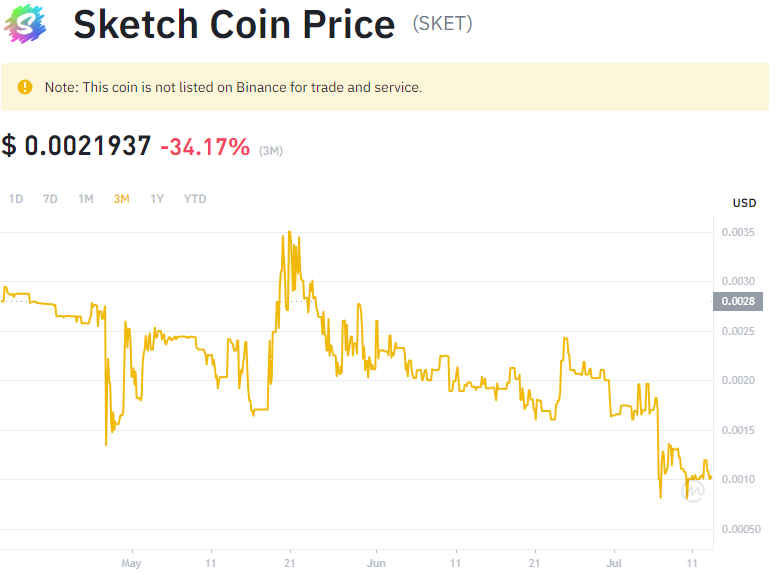 Sketch Coin Price (SKET)
Note: This coin is not listed on Binance for trade and service.
$ 0.0021937 -34.17% (3M)
1D 7D 1M 3M 1Y YTD
USD
0.0035
0.0030
0.0028
0.0025
0.0020
0.0015
0.0010
0.00050
May 11 21 Jun 11 21 Jul 11